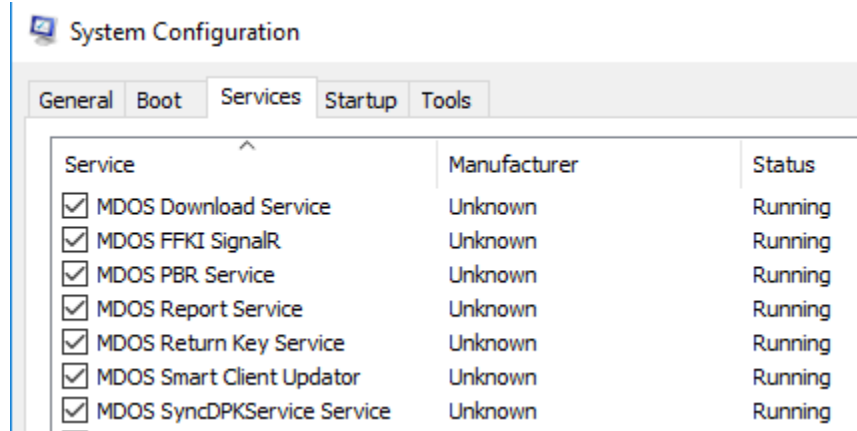 System Configuration
General Boot Services Startup Tools
Service Manufacturer Status
MDOS Download Service Unknown Running
MDOS FFKI SignalR Unknown Running
MDOS PBR Service Unknown Running
MDOS Report Service Unknown Running
MDOS Return Key Service Unknown Running
MDOS Smart Client Updator Unknown Running
MDOS SyncDPKService Service Unknown Running